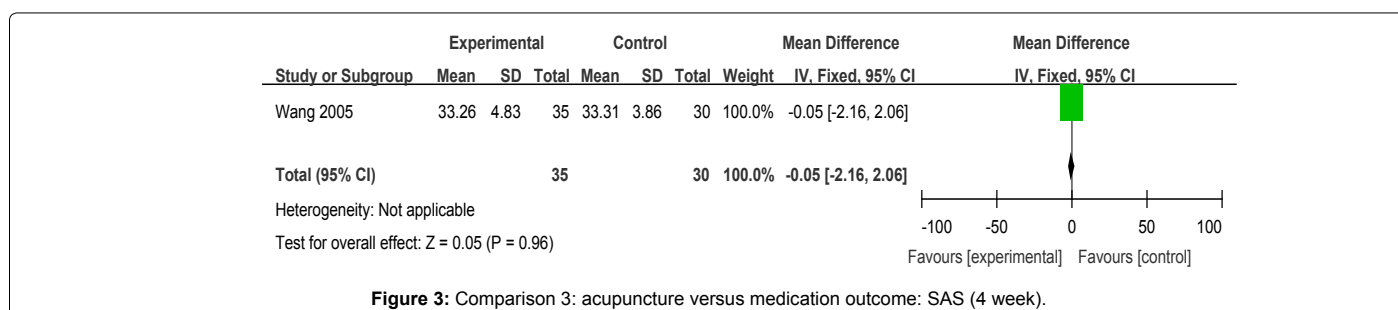 Experimental Control Mean Difference Mean Difference
Study or Subgroup Mean SD Total Mean SD Total Weight IV, Fixed, 95% CI IV, Fixed, 95% CI
Wang 2005 33.26 4.83 35 33.31 3.86 30 100.0% -0.05 [-2.16, 2.06]
Total (95% CI) 35 30 100.0% -0.05 [-2.16, 2.06]
Heterogeneity: Not applicable
Test for overall effect: Z = 0.05 (P = 0.96)
-100 -50 0 50 100
Favours [experimental] Favours [control]
Figure 3: Comparison 3: acupuncture versus medication outcome: SAS (4 week).